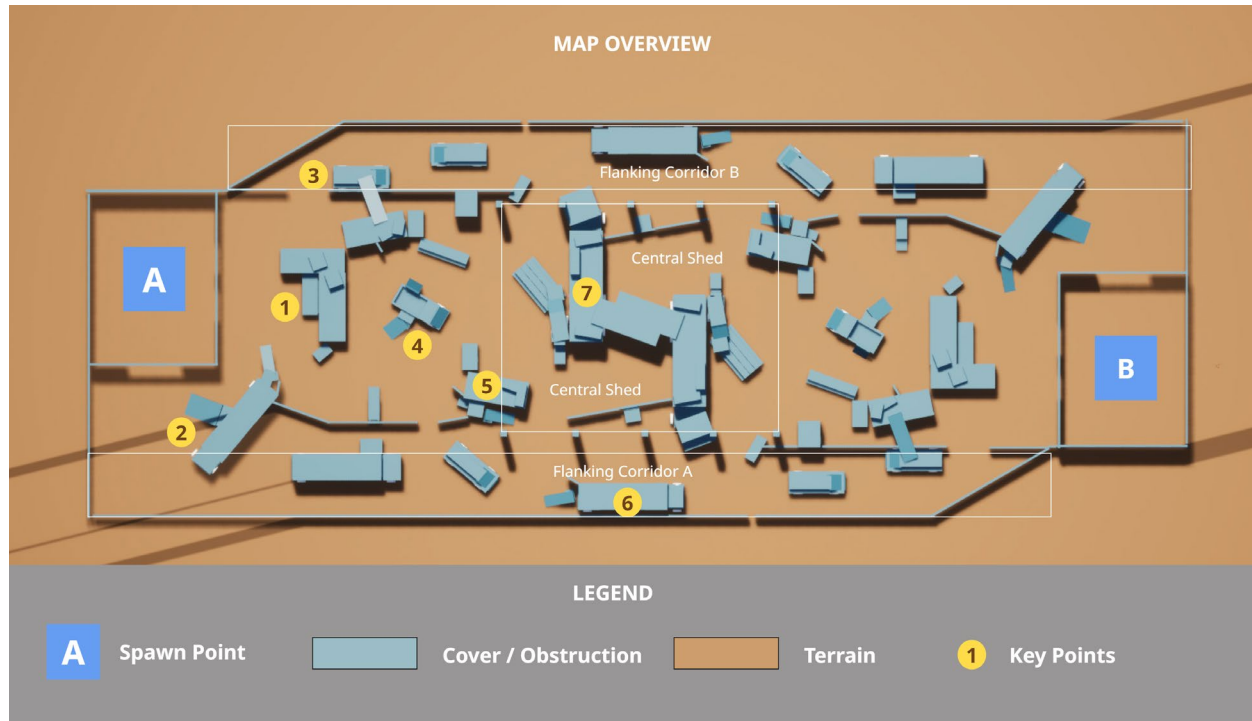 MAP OVERVIEW
3
Flanking Corridor B
A
Central Shed
1
7
4
B
5
Central Shed
2
Flanking Corridor A
6
LEGEND
A Spawn Point Cover / Obstruction Terrain 1 Key Points